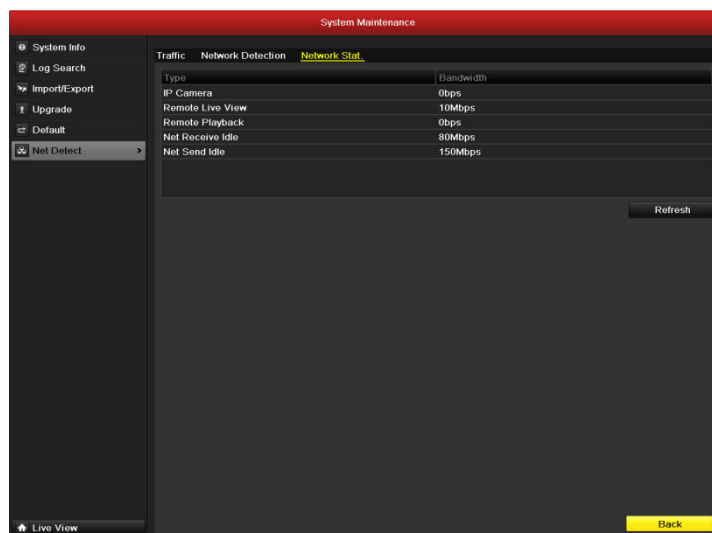 System Maintenance
System Info
Log Search
Import/Export
Upgrade
Default
Net Detect >
Live View
Traffic Network Detection Network Stat.
Type Bandwidth
IP Camera 0bps
Remote Live View 10Mbps
Remote Playback 0bps
Net Receive Idle 80Mbps
Net Send Idle 150Mbps
Refresh
Back